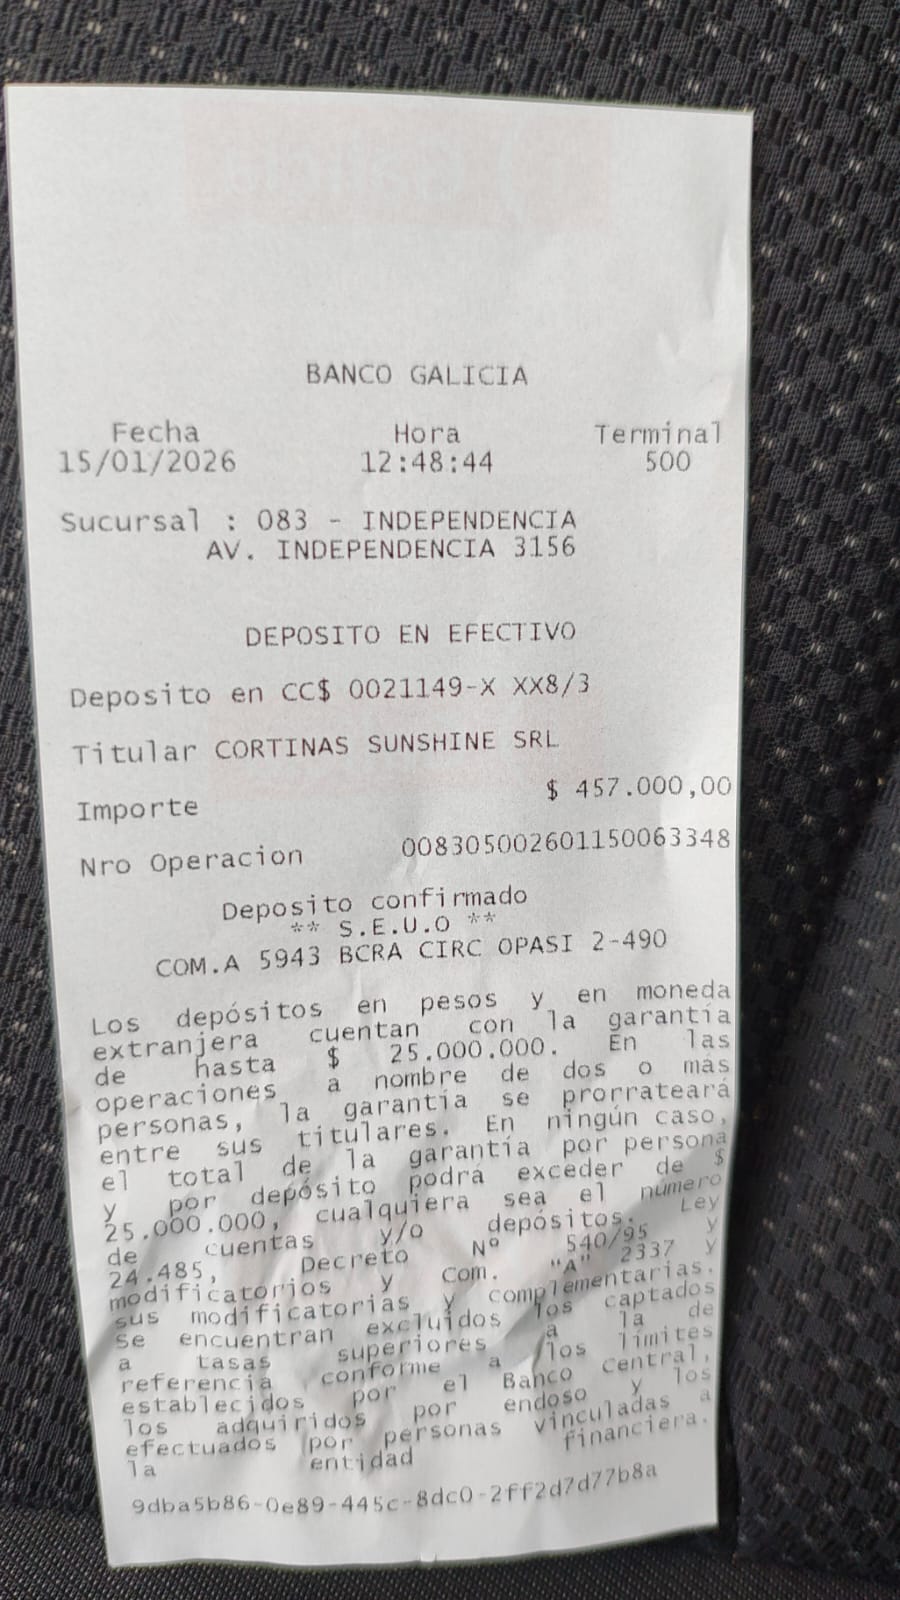 BANCO GALICIA
Fecha Hora Terminal
15/01/2026 12:48:44 500
Sucursal : 083 - INDEPENDENCIA
AV. INDEPENDENCIA 3156
DEPOSITO EN EFECTIVO
Deposito en CC$ 0021149-X XX8/3
Titular CORTINAS SUNSHINE SRL
Importe $ 457.000,00
Nro Operacion 008305002601150063348
Deposito confirmado
** S.E.U.O **
COM.A 5943 BCRA CIRC OPASI 2-490
Los depósitos en pesos y en moneda
extranjera cuentan con la garantía
de hasta $ 25.000.000. En las
operaciones a nombre de dos o más
personas, la garantía se prorrateará
entre sus titulares. En ningún caso,
el total de la garantía por persona
y por depósito podrá exceder de $
25.000.000, cualquiera sea el número
de cuentas y/o depósitos. Ley
24.485, Decreto Nº 540/95 y
modificatorios y Com. "A" 2337 y
sus modificatorias y complementarias.
Se encuentran excluidos los captados
a tasas superiores a la de
referencia conforme a los límites
establecidos por el Banco Central,
los adquiridos por endoso y los
efectuados por personas vinculadas a
la entidad financiera.
9dba5b86-0e89-445c-8dc0-2ff2d7d77b8a